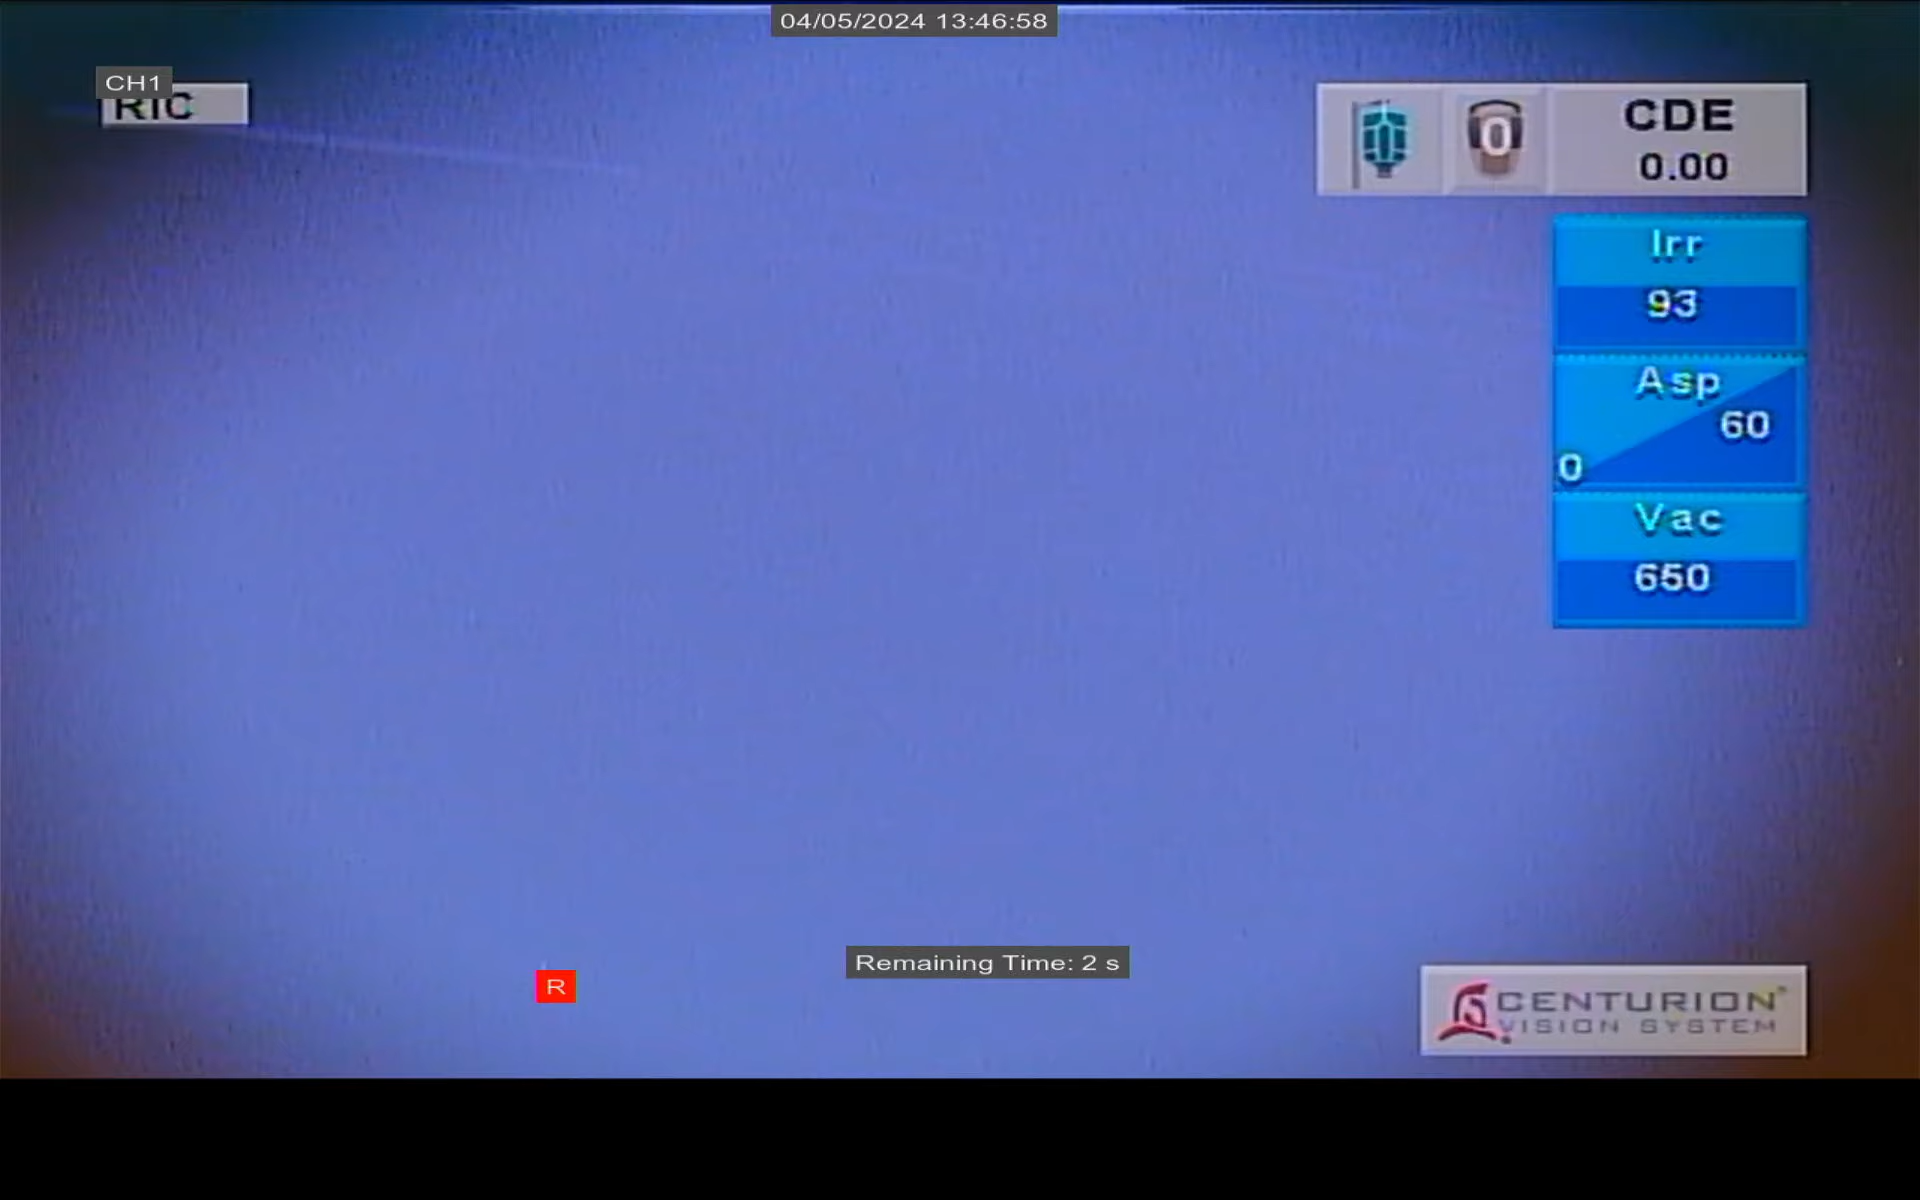 04/05/2024 13:46:58
CH1
RIC
0
CDE
0.00
Irr
93
Asp
60
0
Vac
650
Remaining Time: 2 s
R
CENTURION
VISION SYSTEM